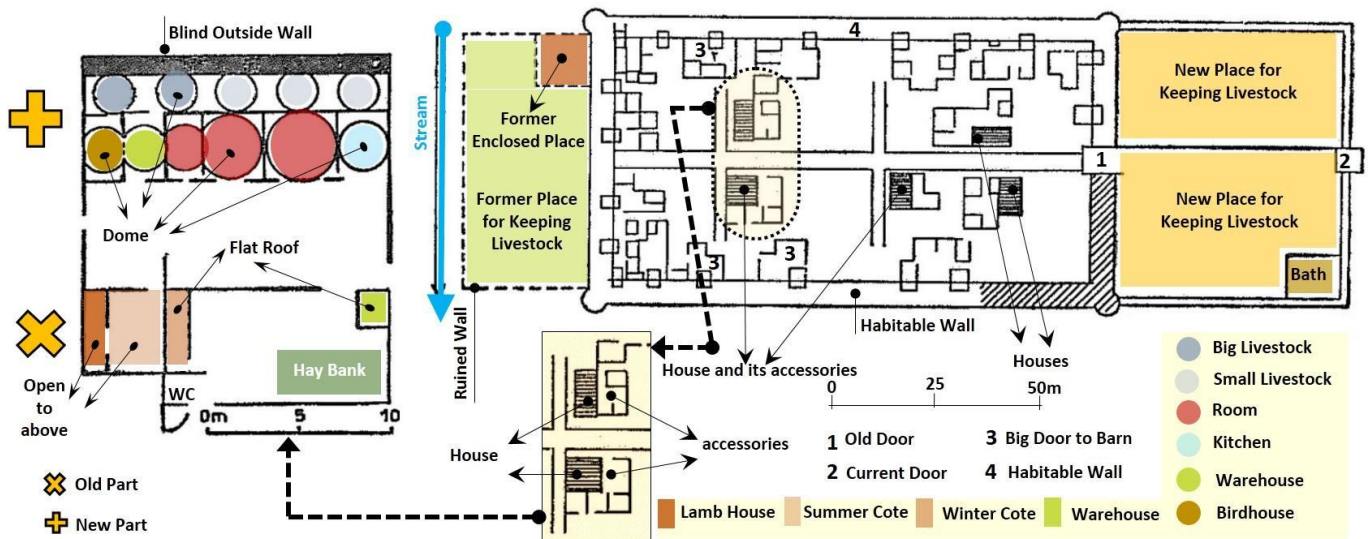 Blind Outside Wall
Dome
Flat Roof
Hay Bank
Open
to
above
WC
0m
5
10
Old Part
New Part
Stream
Former
Enclosed Place
Former Place
for Keeping
Livestock
Ruined Wall
3
4
3
3
1
2
New Place for
Keeping Livestock
New Place for
Keeping Livestock
Bath
Habitable Wall
House and its accessories
Houses
0
25
50m
House
accessories
1 Old Door
2 Current Door
3 Big Door to Barn
4 Habitable Wall
Lamb House
Summer Cote
Winter Cote
Warehouse
Big Livestock
Small Livestock
Room
Kitchen
Warehouse
Birdhouse